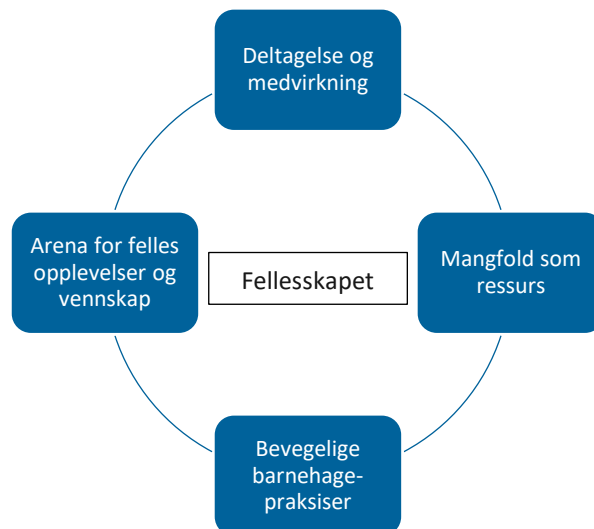 Deltagelse og
medvirkning
Arena for felles
opplevelser og
vennskap
Fellesskapet
Mangfold som
ressurs
Bevegelige
barnehage-
praksiser